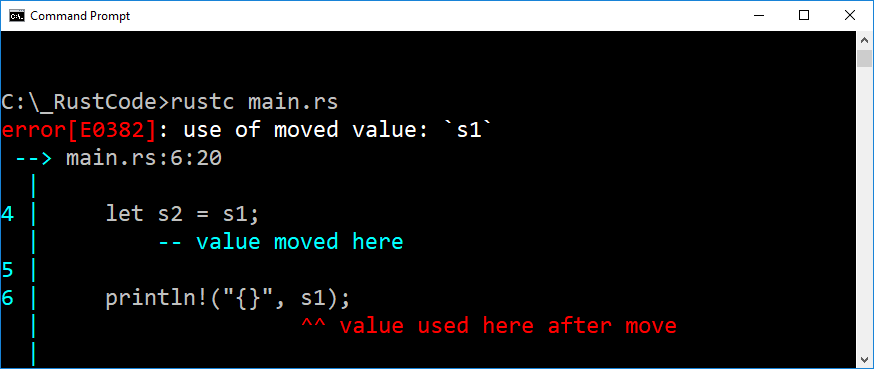 Command Prompt
C:\_RustCode>rustc main.rs
error[E0382]: use of moved value: `s1`
 --> main.rs:6:20
  |
4 |     let s2 = s1;
  |         -- value moved here
5 |
6 |     println!("{}", s1);
  |                    ^^ value used here after move
  |